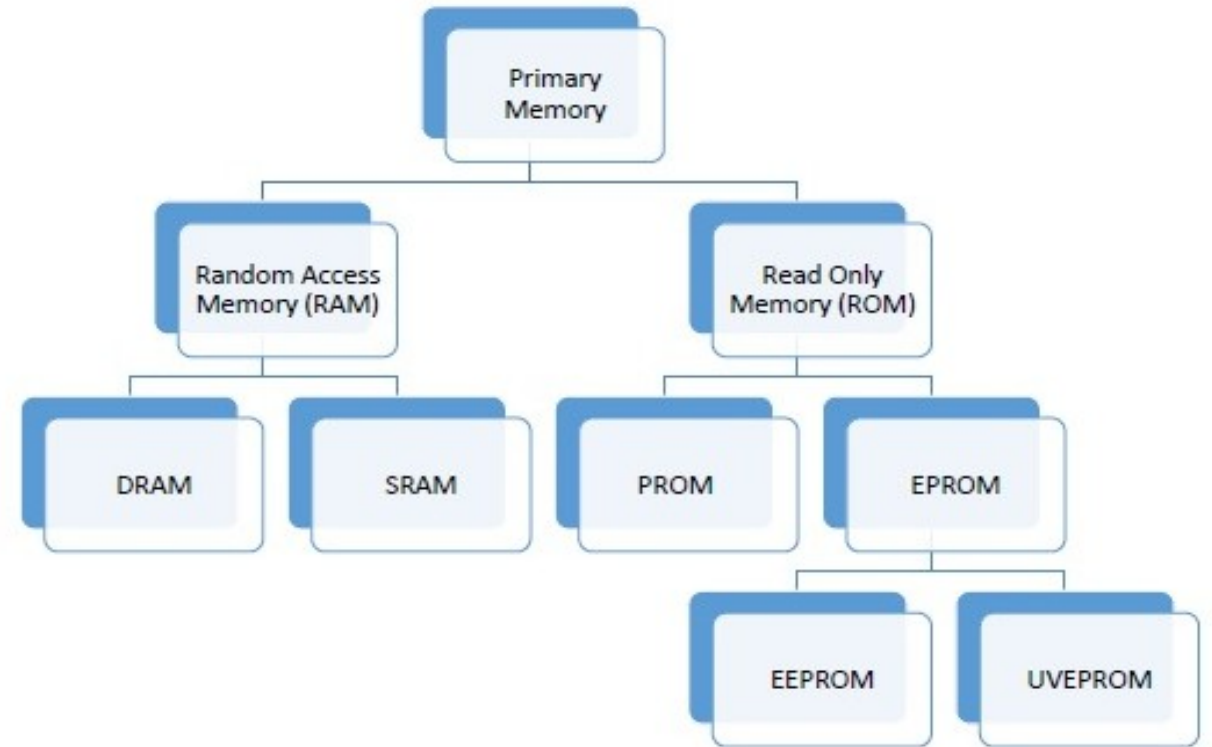 Primary
Memory
Random Access
Memory (RAM)
Read Only
Memory (ROM)
DRAM
SRAM
PROM
EPROM
EEPROM
UVEPROM